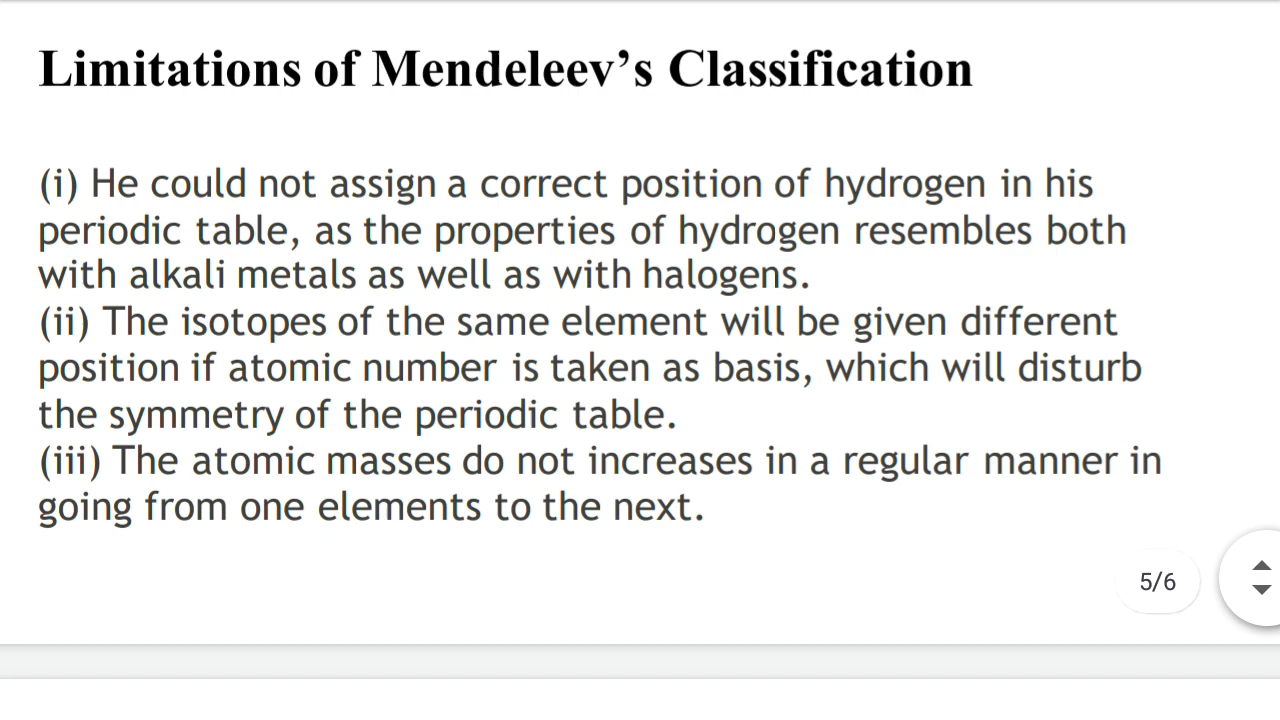 Limitations of Mendeleev’s Classification
(i) He could not assign a correct position of hydrogen in his
periodic table, as the properties of hydrogen resembles both
with alkali metals as well as with halogens.
(ii) The isotopes of the same element will be given different
position if atomic number is taken as basis, which will disturb
the symmetry of the periodic table.
(iii) The atomic masses do not increases in a regular manner in
going from one elements to the next.
5/6